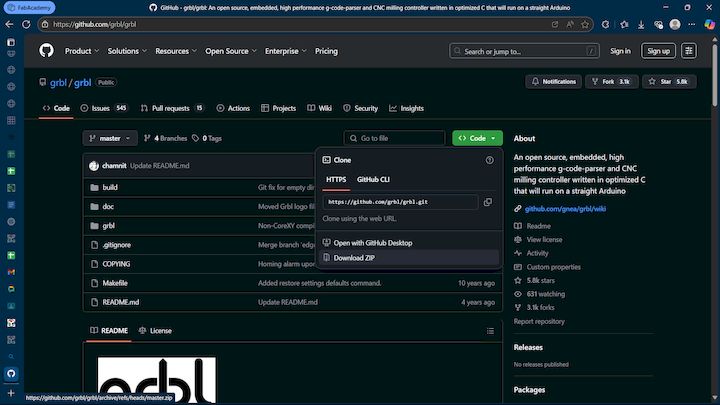 FabAcademy
GitHub - grbl/grbl: An open source, embedded, high performance g-code-parser and CNC milling controller written in optimized C that will run on a straight Arduino
https://github.com/grbl/grbl
Product
Solutions
Resources
Open Source
Enterprise
Pricing
Search or jump to...
/
Sign in
Sign up
grbl / grbl
Public
Notifications
Fork 3.1k
Star 5.8k
Code
Issues 545
Pull requests 15
Actions
Projects
Wiki
Security
Insights
master
4 Branches
0 Tags
Go to file
Code
chamnit Update README.md
build
Git fix for empty dir
doc
Moved Grbl logo fil
grbl
Non-CoreXY compil
.gitignore
Merge branch 'edg
COPYING
Homing alarm upor
Makefile
Added restore settings defaults command.
10 years ago
README.md
Update README.md
4 years ago
Clone
HTTPS
GitHub CLI
https://github.com/grbl/grbl.git
Clone using the web URL.
Open with GitHub Desktop
Download ZIP
README
License
grbl
About
An open source, embedded, high
performance g-code-parser and CNC
milling controller written in optimized C
that will run on a straight Arduino
github.com/gnea/grbl/wiki
Readme
View license
Activity
Custom properties
5.8k stars
631 watching
3.1k forks
Report repository
Releases
No releases published
Packages
https://github.com/grbl/grbl/archive/refs/heads/master.zip